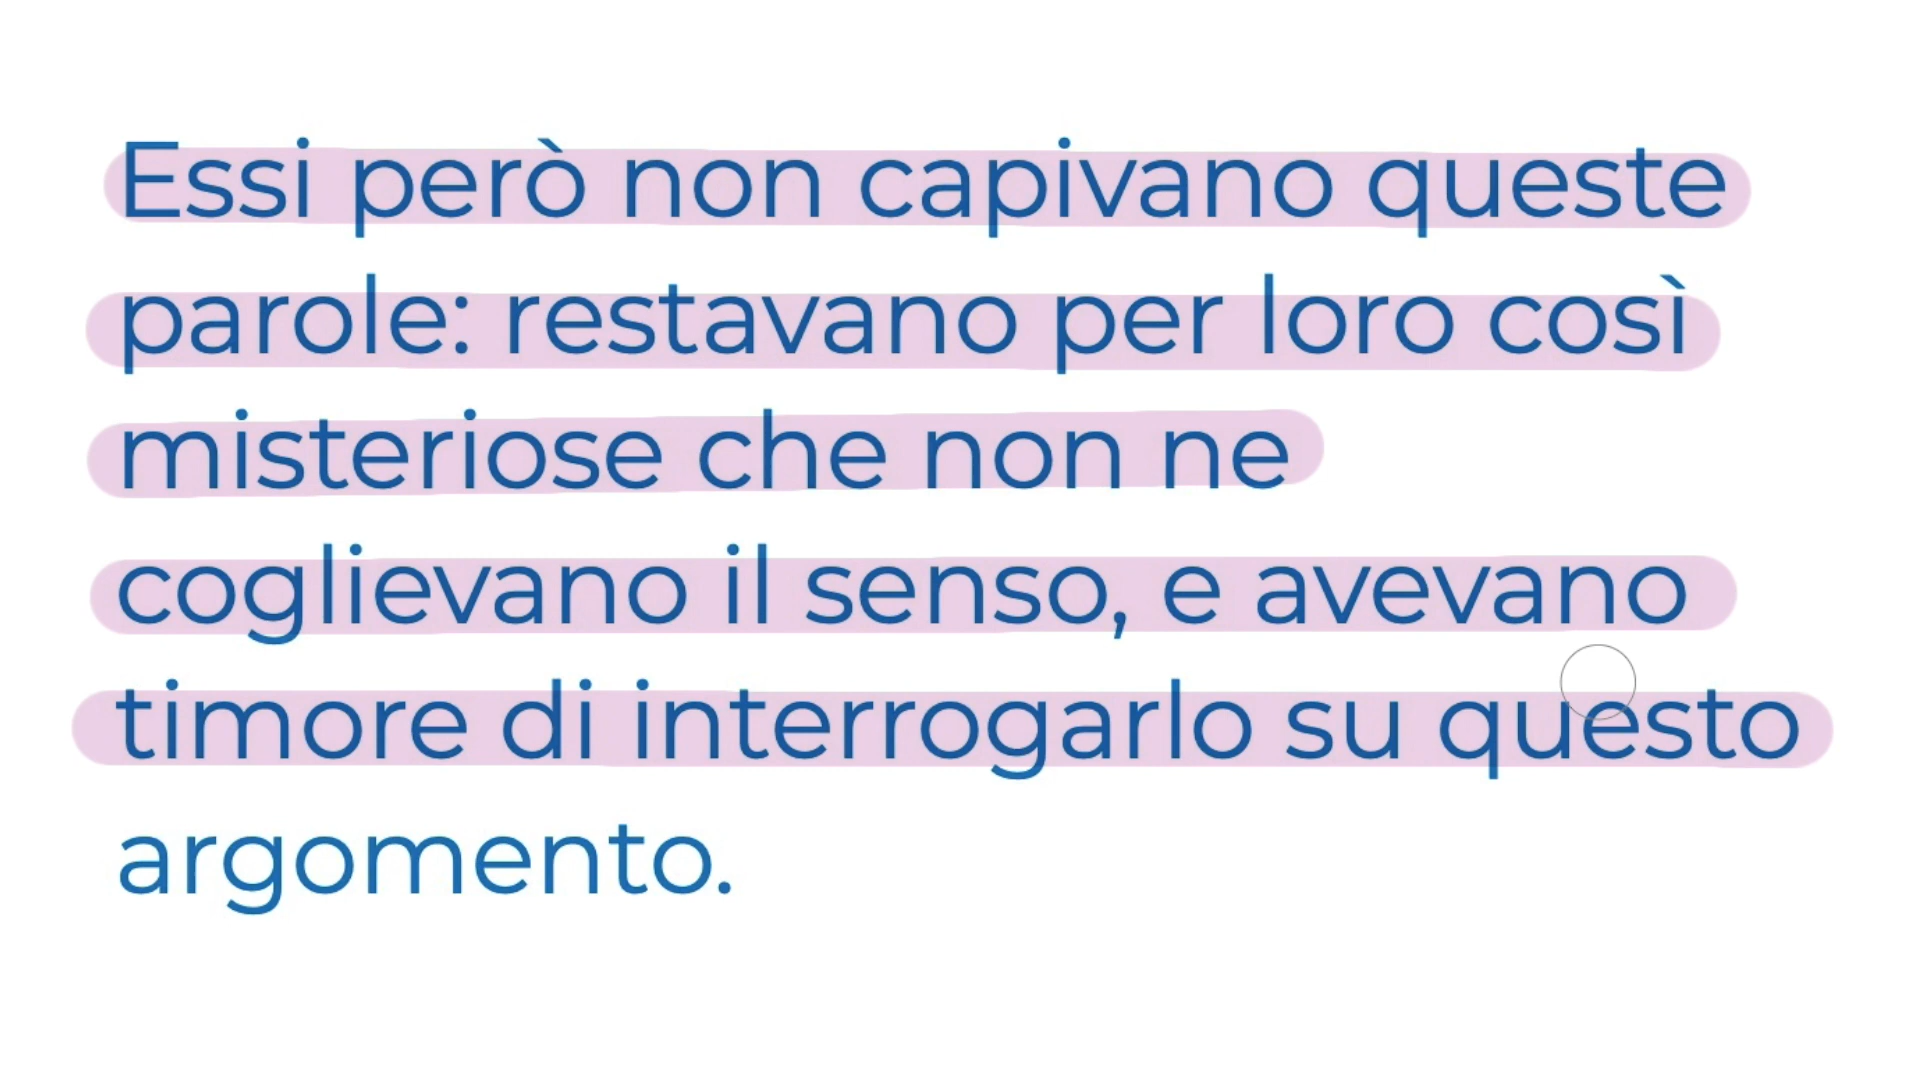 Essi però non capivano queste
parole: restavano per loro così
misteriose che non ne
coglievano il senso, e avevano
timore di interrogarlo su questo
argomento.